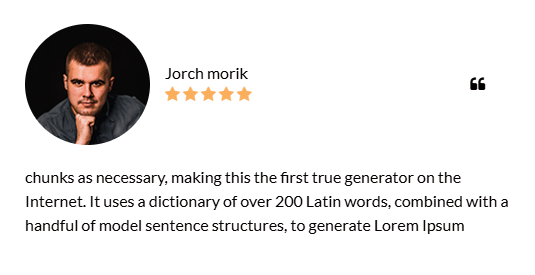 Jorch morik
chunks as necessary, making this the first true generator on the
Internet. It uses a dictionary of over 200 Latin words, combined with a
handful of model sentence structures, to generate Lorem Ipsum